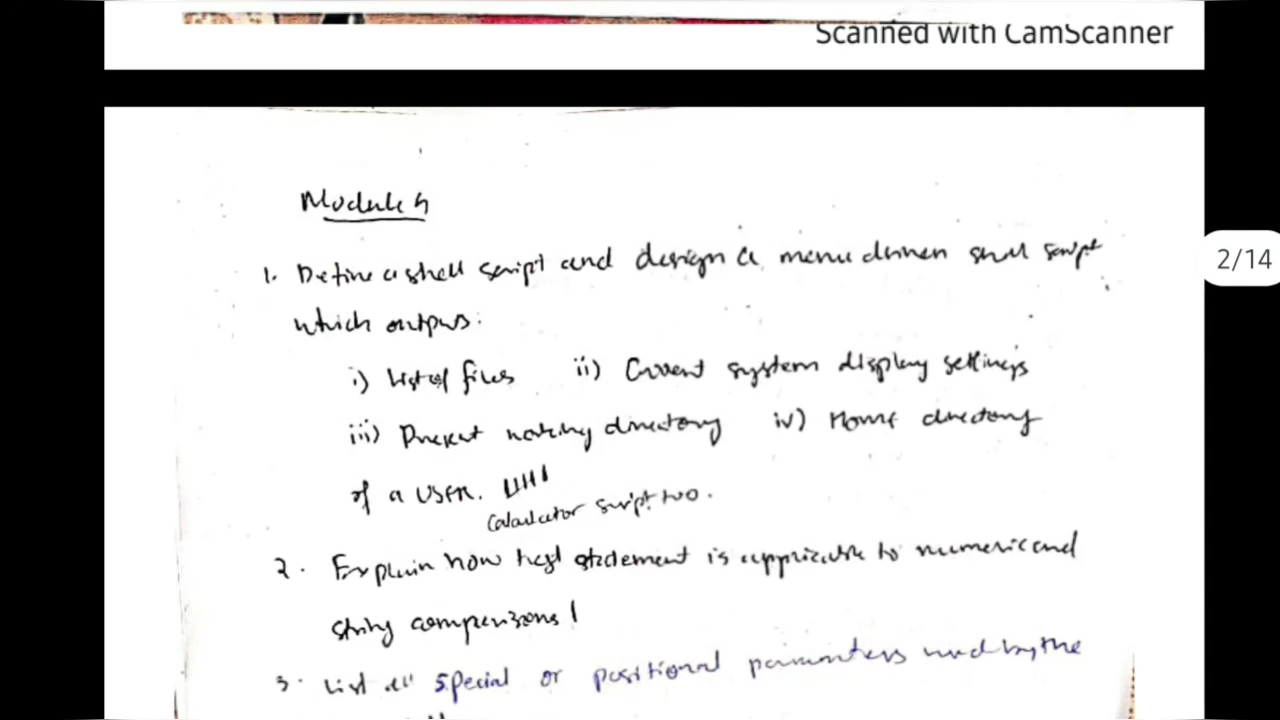 Scanned with CamScanner
2/14
Module 4
1. Define a shell script and design a menu driven shell script
which outputs:
i) List of files ii) Current system display settings
iii) Present working directory iv) Home directory
of a user.
Calculator script too.
2. Explain how test statement is applicable to numeric and
string comparisons
3. List all special or positional parameters used by the